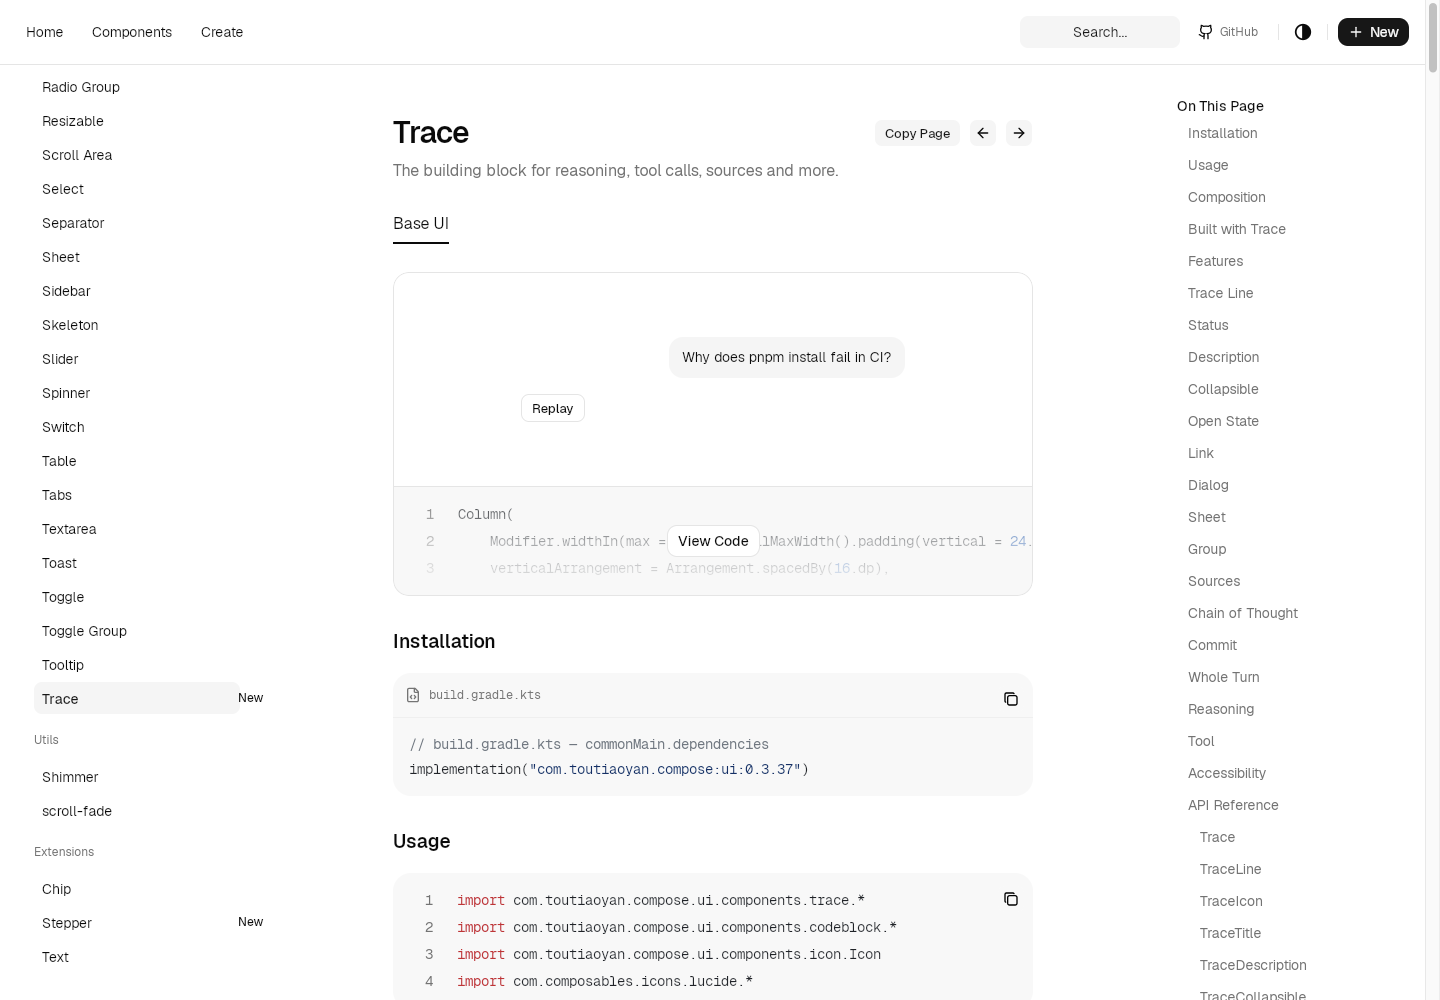 Home
Components
Create
Search...
GitHub
New
Radio Group
Resizable
Scroll Area
Select
Separator
Sheet
Sidebar
Skeleton
Slider
Spinner
Switch
Table
Tabs
Textarea
Toast
Toggle
Toggle Group
Tooltip
Trace New
Utils
Shimmer
scroll-fade
Extensions
Chip
Stepper New
Text
Trace
Copy Page
The building block for reasoning, tool calls, sources and more.
Base UI
Why does pnpm install fail in CI?
Replay
1 Column(
2 Modifier.widthIn(max = lMaxWidth().padding(vertical = 24.
View Code
3 verticalArrangement = Arrangement.spacedBy(16.dp),
Installation
build.gradle.kts
// build.gradle.kts — commonMain.dependencies
implementation("com.toutiaoyan.compose:ui:0.3.37")
Usage
1 import com.toutiaoyan.compose.ui.components.trace.*
2 import com.toutiaoyan.compose.ui.components.codeblock.*
3 import com.toutiaoyan.compose.ui.components.icon.Icon
4 import com.composables.icons.lucide.*
On This Page
Installation
Usage
Composition
Built with Trace
Features
Trace Line
Status
Description
Collapsible
Open State
Link
Dialog
Sheet
Group
Sources
Chain of Thought
Commit
Whole Turn
Reasoning
Tool
Accessibility
API Reference
Trace
TraceLine
TraceIcon
TraceTitle
TraceDescription
TraceCollapsible